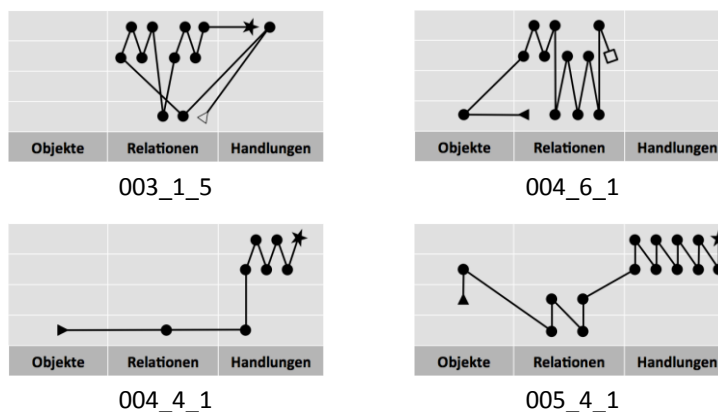 Objekte Relationen Handlungen Objekte Relationen Handlungen
003_1_5 004_6_1
Objekte Relationen Handlungen Objekte Relationen Handlungen
004_4_1 005_4_1